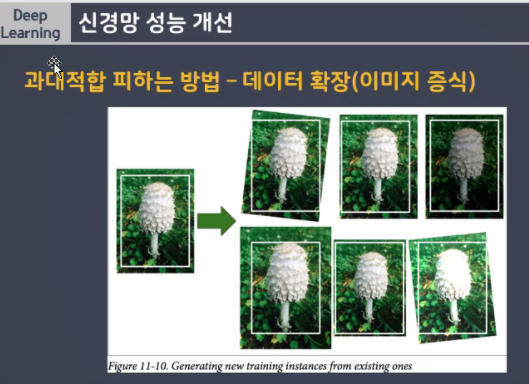 Deep
Learning
신경망 성능 개선
과대적합 피하는 방법 – 데이터 확장(이미지 증식)
Figure 11-10. Generating new training instances from existing ones